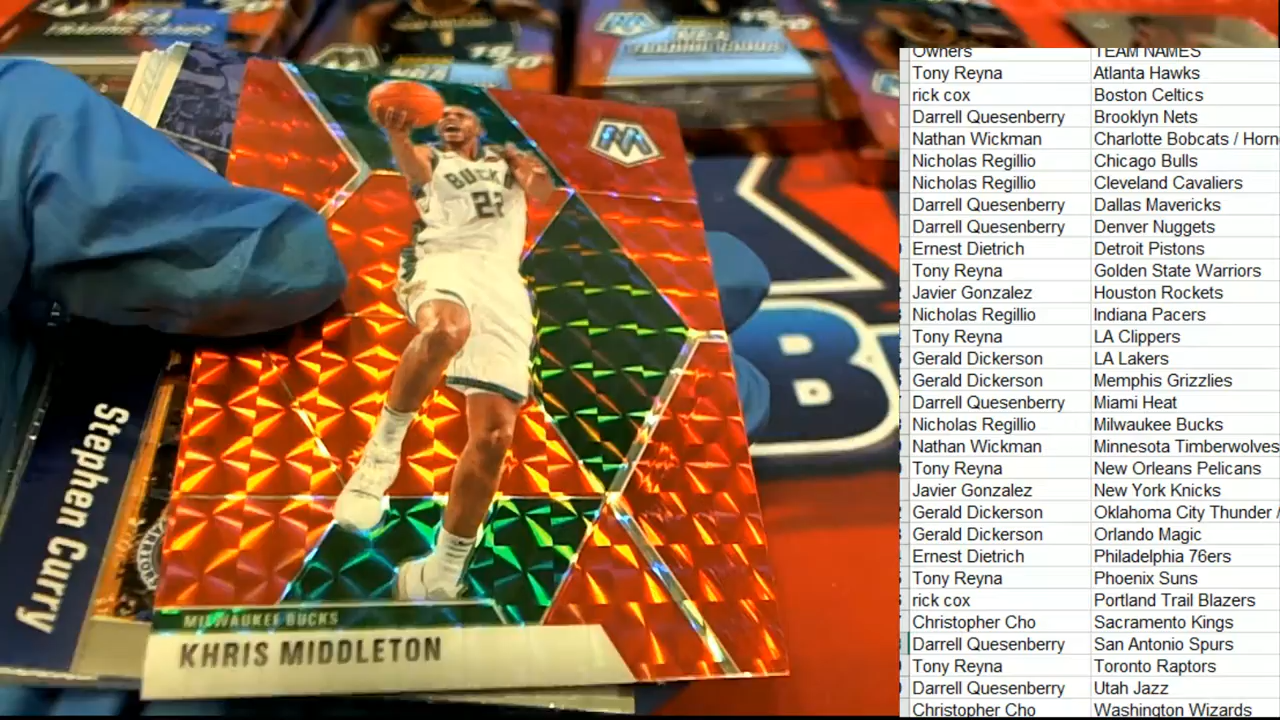 TRADING CARDS
19
20
BUCKS
22
Stephen Curry
MILWAUKEE BUCKS
KHRIS MIDDLETON
B
Owners TEAM NAMES
Tony Reyna Atlanta Hawks
rick cox Boston Celtics
Darrell Quesenberry Brooklyn Nets
Nathan Wickman Charlotte Bobcats / Horn
Nicholas Regillio Chicago Bulls
Nicholas Regillio Cleveland Cavaliers
Darrell Quesenberry Dallas Mavericks
Darrell Quesenberry Denver Nuggets
Ernest Dietrich Detroit Pistons
Tony Reyna Golden State Warriors
Javier Gonzalez Houston Rockets
Nicholas Regillio Indiana Pacers
Tony Reyna LA Clippers
Gerald Dickerson LA Lakers
Gerald Dickerson Memphis Grizzlies
Darrell Quesenberry Miami Heat
Nicholas Regillio Milwaukee Bucks
Nathan Wickman Minnesota Timberwolves
Tony Reyna New Orleans Pelicans
Javier Gonzalez New York Knicks
Gerald Dickerson Oklahoma City Thunder /
Gerald Dickerson Orlando Magic
Ernest Dietrich Philadelphia 76ers
Tony Reyna Phoenix Suns
rick cox Portland Trail Blazers
Christopher Cho Sacramento Kings
Darrell Quesenberry San Antonio Spurs
Tony Reyna Toronto Raptors
Darrell Quesenberry Utah Jazz
Christopher Cho Washington Wizards